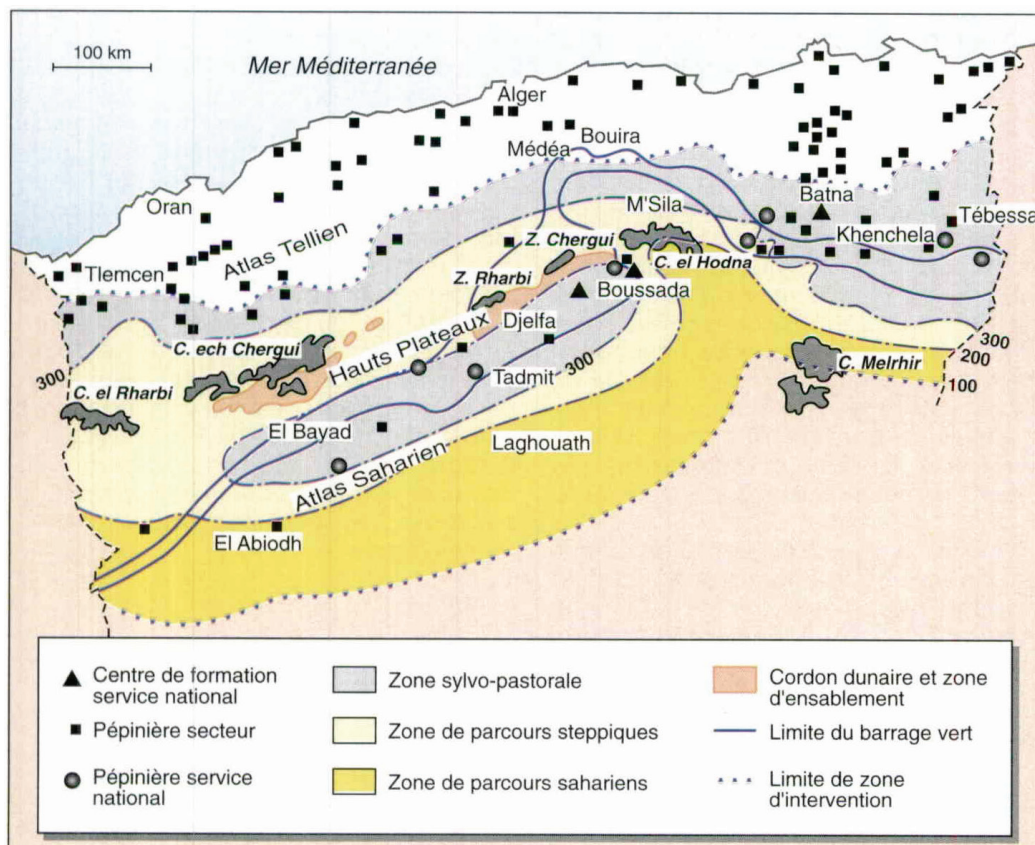 100 km
Mer Méditerranée
Alger
Bouira
Médéa
Oran
Batna
M'Sila
Tébessa
Khenchela
Atlas Tellien
Z. Chergui
C. el Hodna
Tlemcen
Z. Rharbi
Boussada
Djelfa
Hauts Plateaux
C. ech Chergui
300
300
300
200
100
C. Melrhir
C. el Rharbi
Tadmit
El Bayad
Laghouath
Atlas Saharien
El Abiodh
Centre de formation
service national
Pépinière secteur
Pépinière service
national
Zone sylvo-pastorale
Zone de parcours steppiques
Zone de parcours sahariens
Cordon dunaire et zone
d'ensablement
Limite du barrage vert
Limite de zone
d'intervention